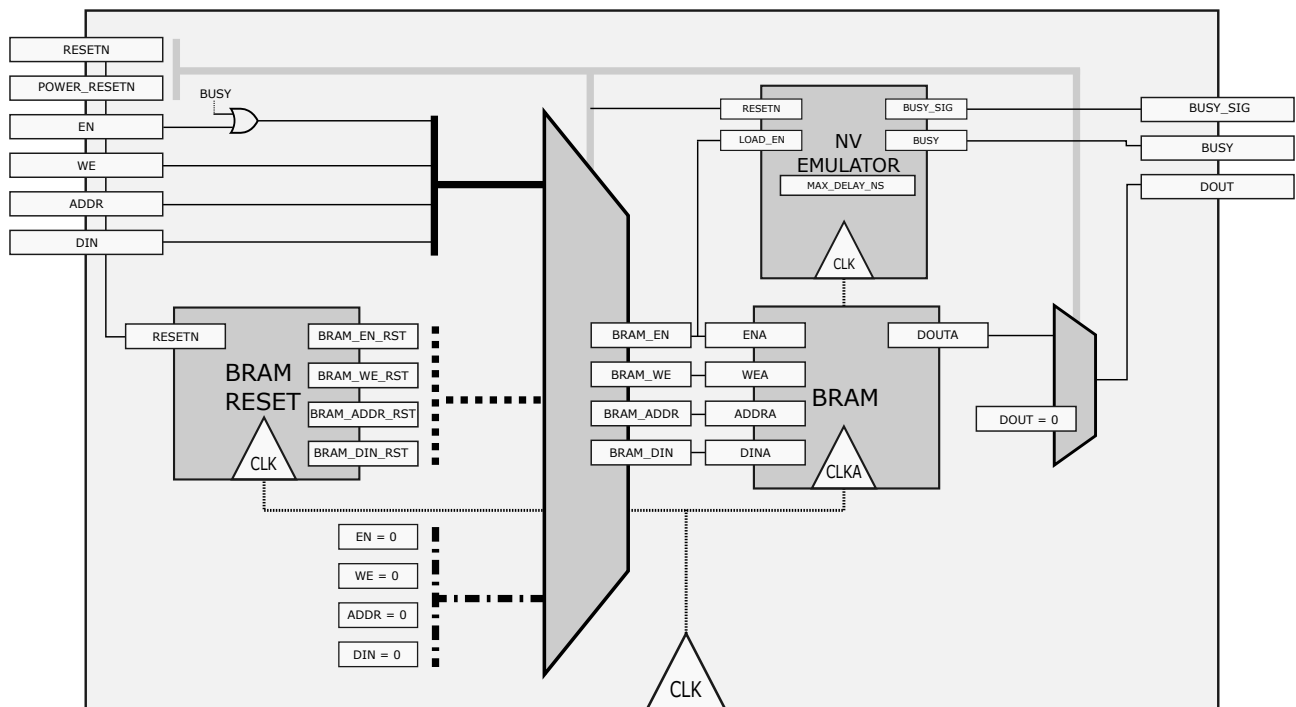 RESETN
POWER_RESETN
EN
WE
ADDR
DIN
BUSY
RESETN
LOAD_EN
BUSY_SIG
BUSY
NV
EMULATOR
MAX_DELAY_NS
CLK
BUSY_SIG
BUSY
DOUT
RESETN
BRAM
RESET
CLK
BRAM_EN_RST
BRAM_WE_RST
BRAM_ADDR_RST
BRAM_DIN_RST
BRAM_EN
BRAM_WE
BRAM_ADDR
BRAM_DIN
ENA
WEA
ADDRA
DINA
DOUTA
BRAM
CLKA
DOUT = 0
EN = 0
WE = 0
ADDR = 0
DIN = 0
CLK